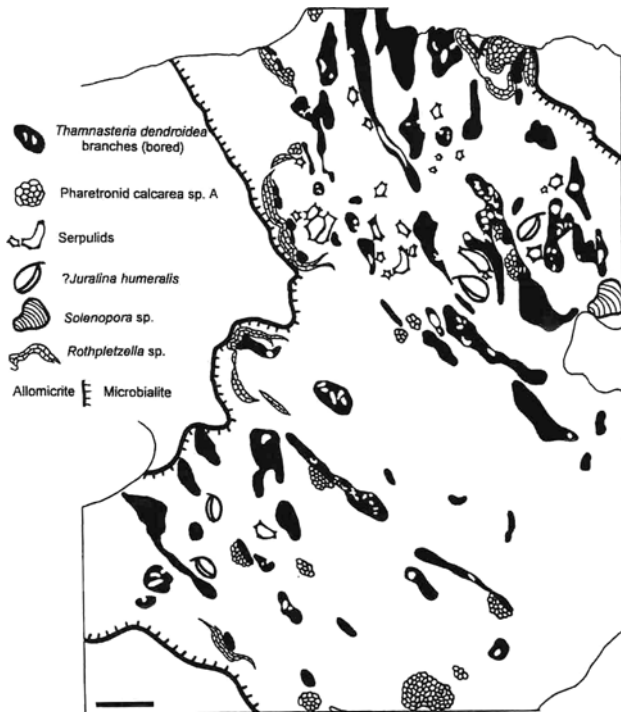 Thamnasteria dendroidea
branches (bored)
Pharetronid calcarea sp. A
Serpulids
?Juralina humeralis
Solenopora sp.
Rothpletzella sp.
Allomicrite Microbialite